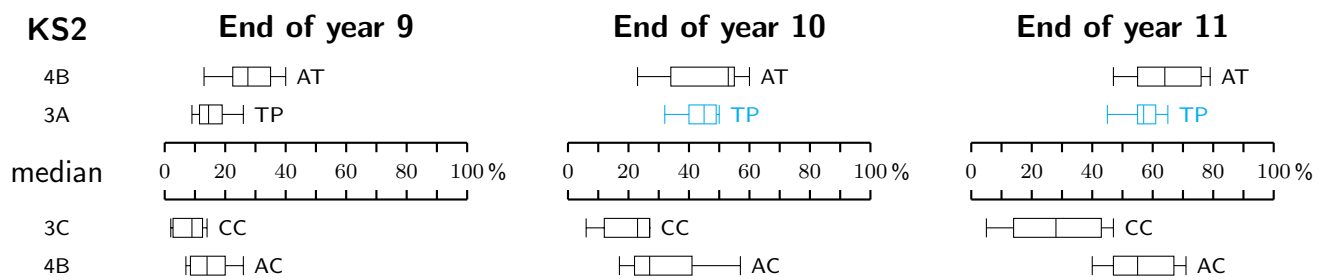 KS2 End of year 9 End of year 10 End of year 11
4B AT AT AT
3A TP TP TP
median 0 20 40 60 80 100 % 0 20 40 60 80 100 % 0 20 40 60 80 100 %
3C CC CC CC
4B AC AC AC